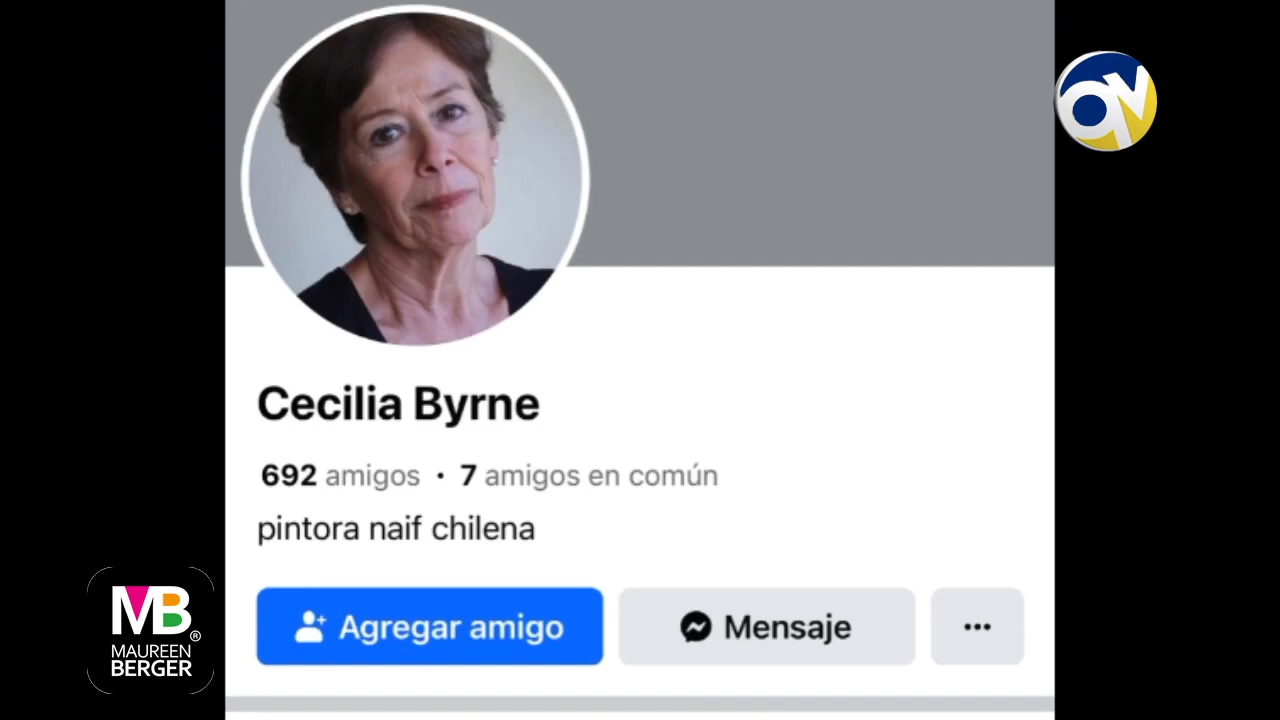 Cecilia Byrne
692 amigos · 7 amigos en común
pintora naif chilena
Agregar amigo
Mensaje
MB®
MAUREEN
BERGER